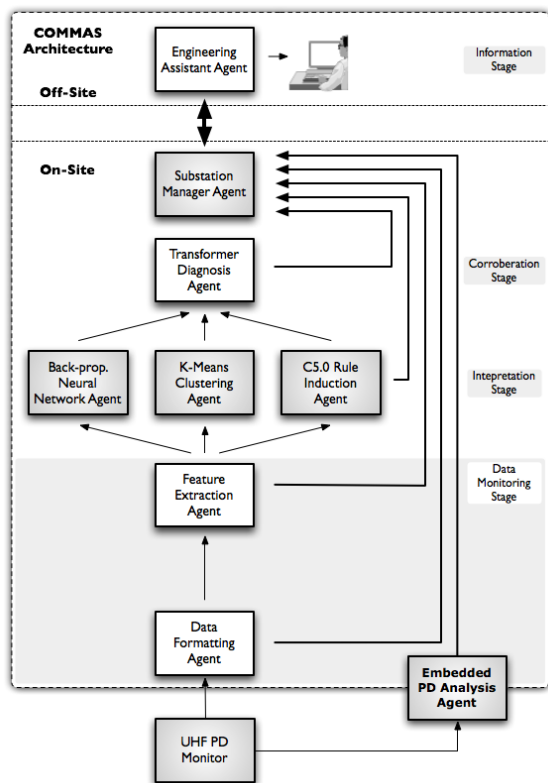 COMMAS
Architecture
Engineering
Assistant Agent
Information
Stage
Off-Site
On-Site
Substation
Manager Agent
Transformer
Diagnosis
Agent
Corroberation
Stage
Back-prop.
Neural
Network Agent
K-Means
Clustering
Agent
C5.0 Rule
Induction
Agent
Intepretation
Stage
Feature
Extraction
Agent
Data
Monitoring
Stage
Data
Formatting
Agent
Embedded
PD Analysis
Agent
UHF PD
Monitor